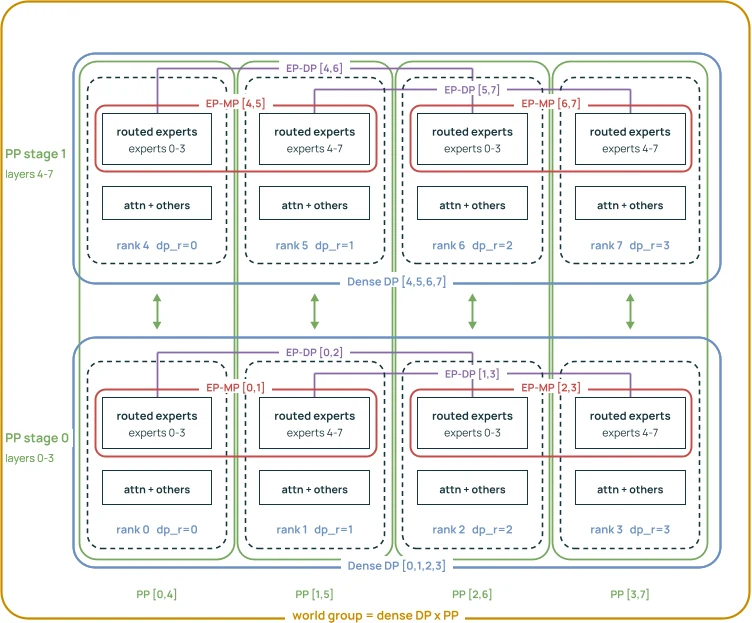 EP-DP [4,6]
EP-DP [5,7]
EP-MP [4,5]
EP-MP [6,7]
routed experts
experts 0-3
routed experts
experts 4-7
routed experts
experts 0-3
routed experts
experts 4-7
PP stage 1
layers 4-7
attn + others
attn + others
attn + others
attn + others
rank 4 dp_r=0
rank 5 dp_r=1
rank 6 dp_r=2
rank 7 dp_r=3
Dense DP [4,5,6,7]
EP-DP [0,2]
EP-DP [1,3]
EP-MP [0,1]
EP-MP [2,3]
routed experts
experts 0-3
routed experts
experts 4-7
routed experts
experts 0-3
routed experts
experts 4-7
PP stage 0
layers 0-3
attn + others
attn + others
attn + others
attn + others
rank 0 dp_r=0
rank 1 dp_r=1
rank 2 dp_r=2
rank 3 dp_r=3
Dense DP [0,1,2,3]
PP [0,4]
PP [1,5]
PP [2,6]
PP [3,7]
world group = dense DP x PP